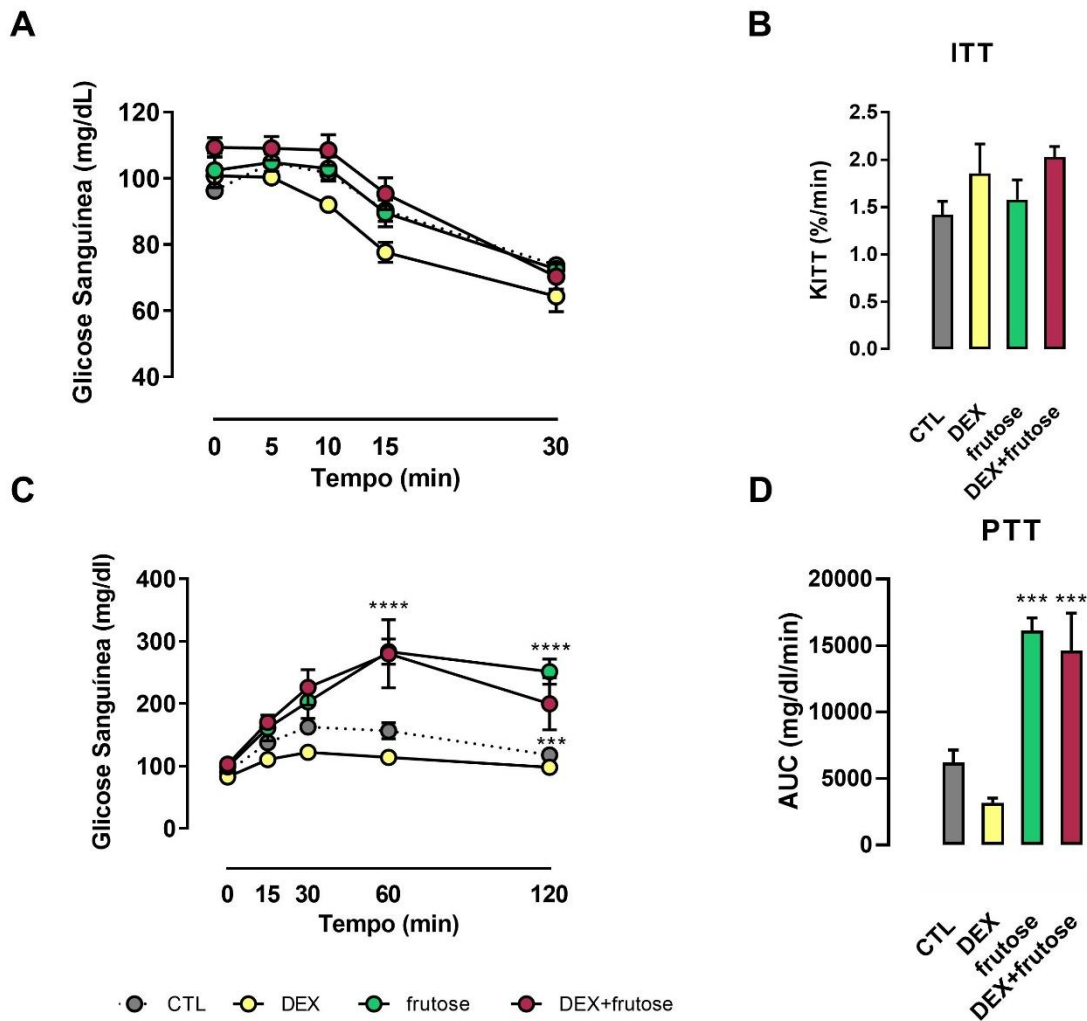 A
Glicose Sanguínea (mg/dL)
120
100
80
60
40
0 5 10 15 30
Tempo (min)
B
ITT
KITT (%/min)
2.5
2.0
1.5
1.0
0.5
0.0
CTL
DEX
frutose
DEX+frutose
C
Glicose Sanguínea (mg/dl)
400
300
200
100
0
****
****
***
0 15 30 60 120
Tempo (min)
D
PTT
AUC (mg/dl/min)
20000
15000
10000
5000
0
*** ***
CTL
DEX
frutose
DEX+frutose
CTL DEX frutose DEX+frutose